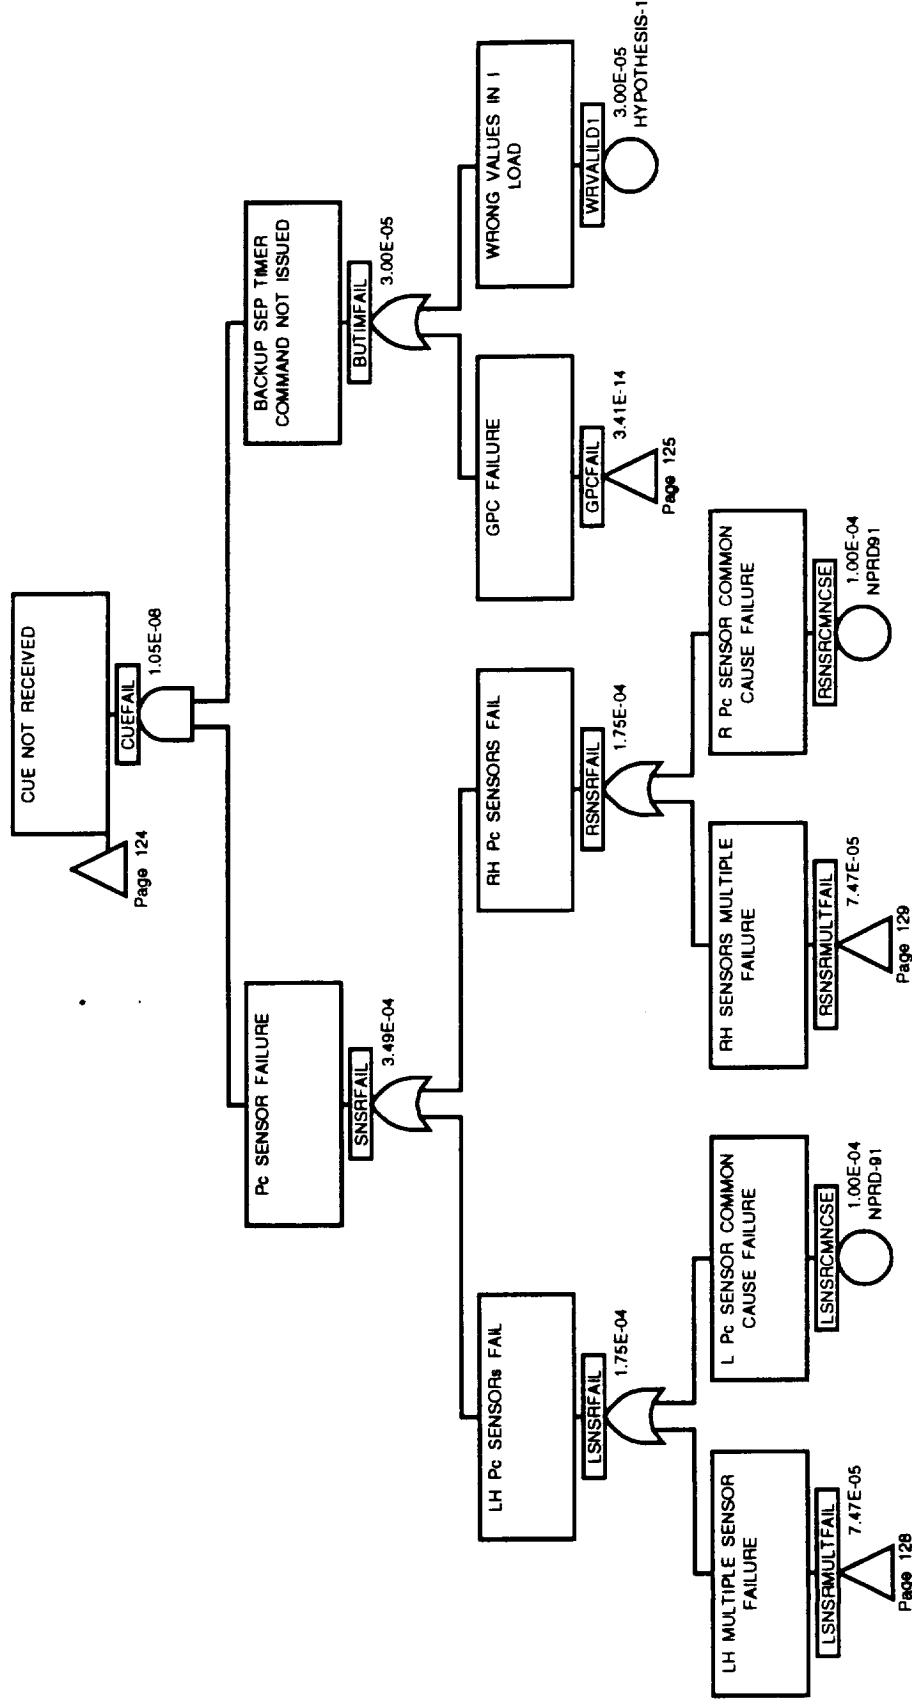 CUE NOT RECEIVED
CUEFAIL
1.05E-08
Page 124
Pc SENSOR FAILURE
SNSRFAIL
3.49E-04
BACKUP SEP TIMER
COMMAND NOT ISSUED
BUTIMFAIL
3.00E-05
LH Pc SENSORs FAIL
LSNSRFAIL
1.75E-04
RH Pc SENSORS FAIL
RSNSRFAIL
1.75E-04
GPC FAILURE
GPCFAIL
3.41E-14
Page 125
WRONG VALUES IN I
LOAD
WRVALILD1
3.00E-05
HYPOTHESIS-1
LH MULTIPLE SENSOR
FAILURE
LSNSRMULTFAIL
7.47E-05
Page 128
L Pc SENSOR COMMON
CAUSE FAILURE
LSNSRCMNCSE
1.00E-04
NPRD-91
RH SENSORS MULTIPLE
FAILURE
RSNSRMULTFAIL
7.47E-05
Page 129
R Pc SENSOR COMMON
CAUSE FAILURE
RSNSRCMNCSE
1.00E-04
NPRD91